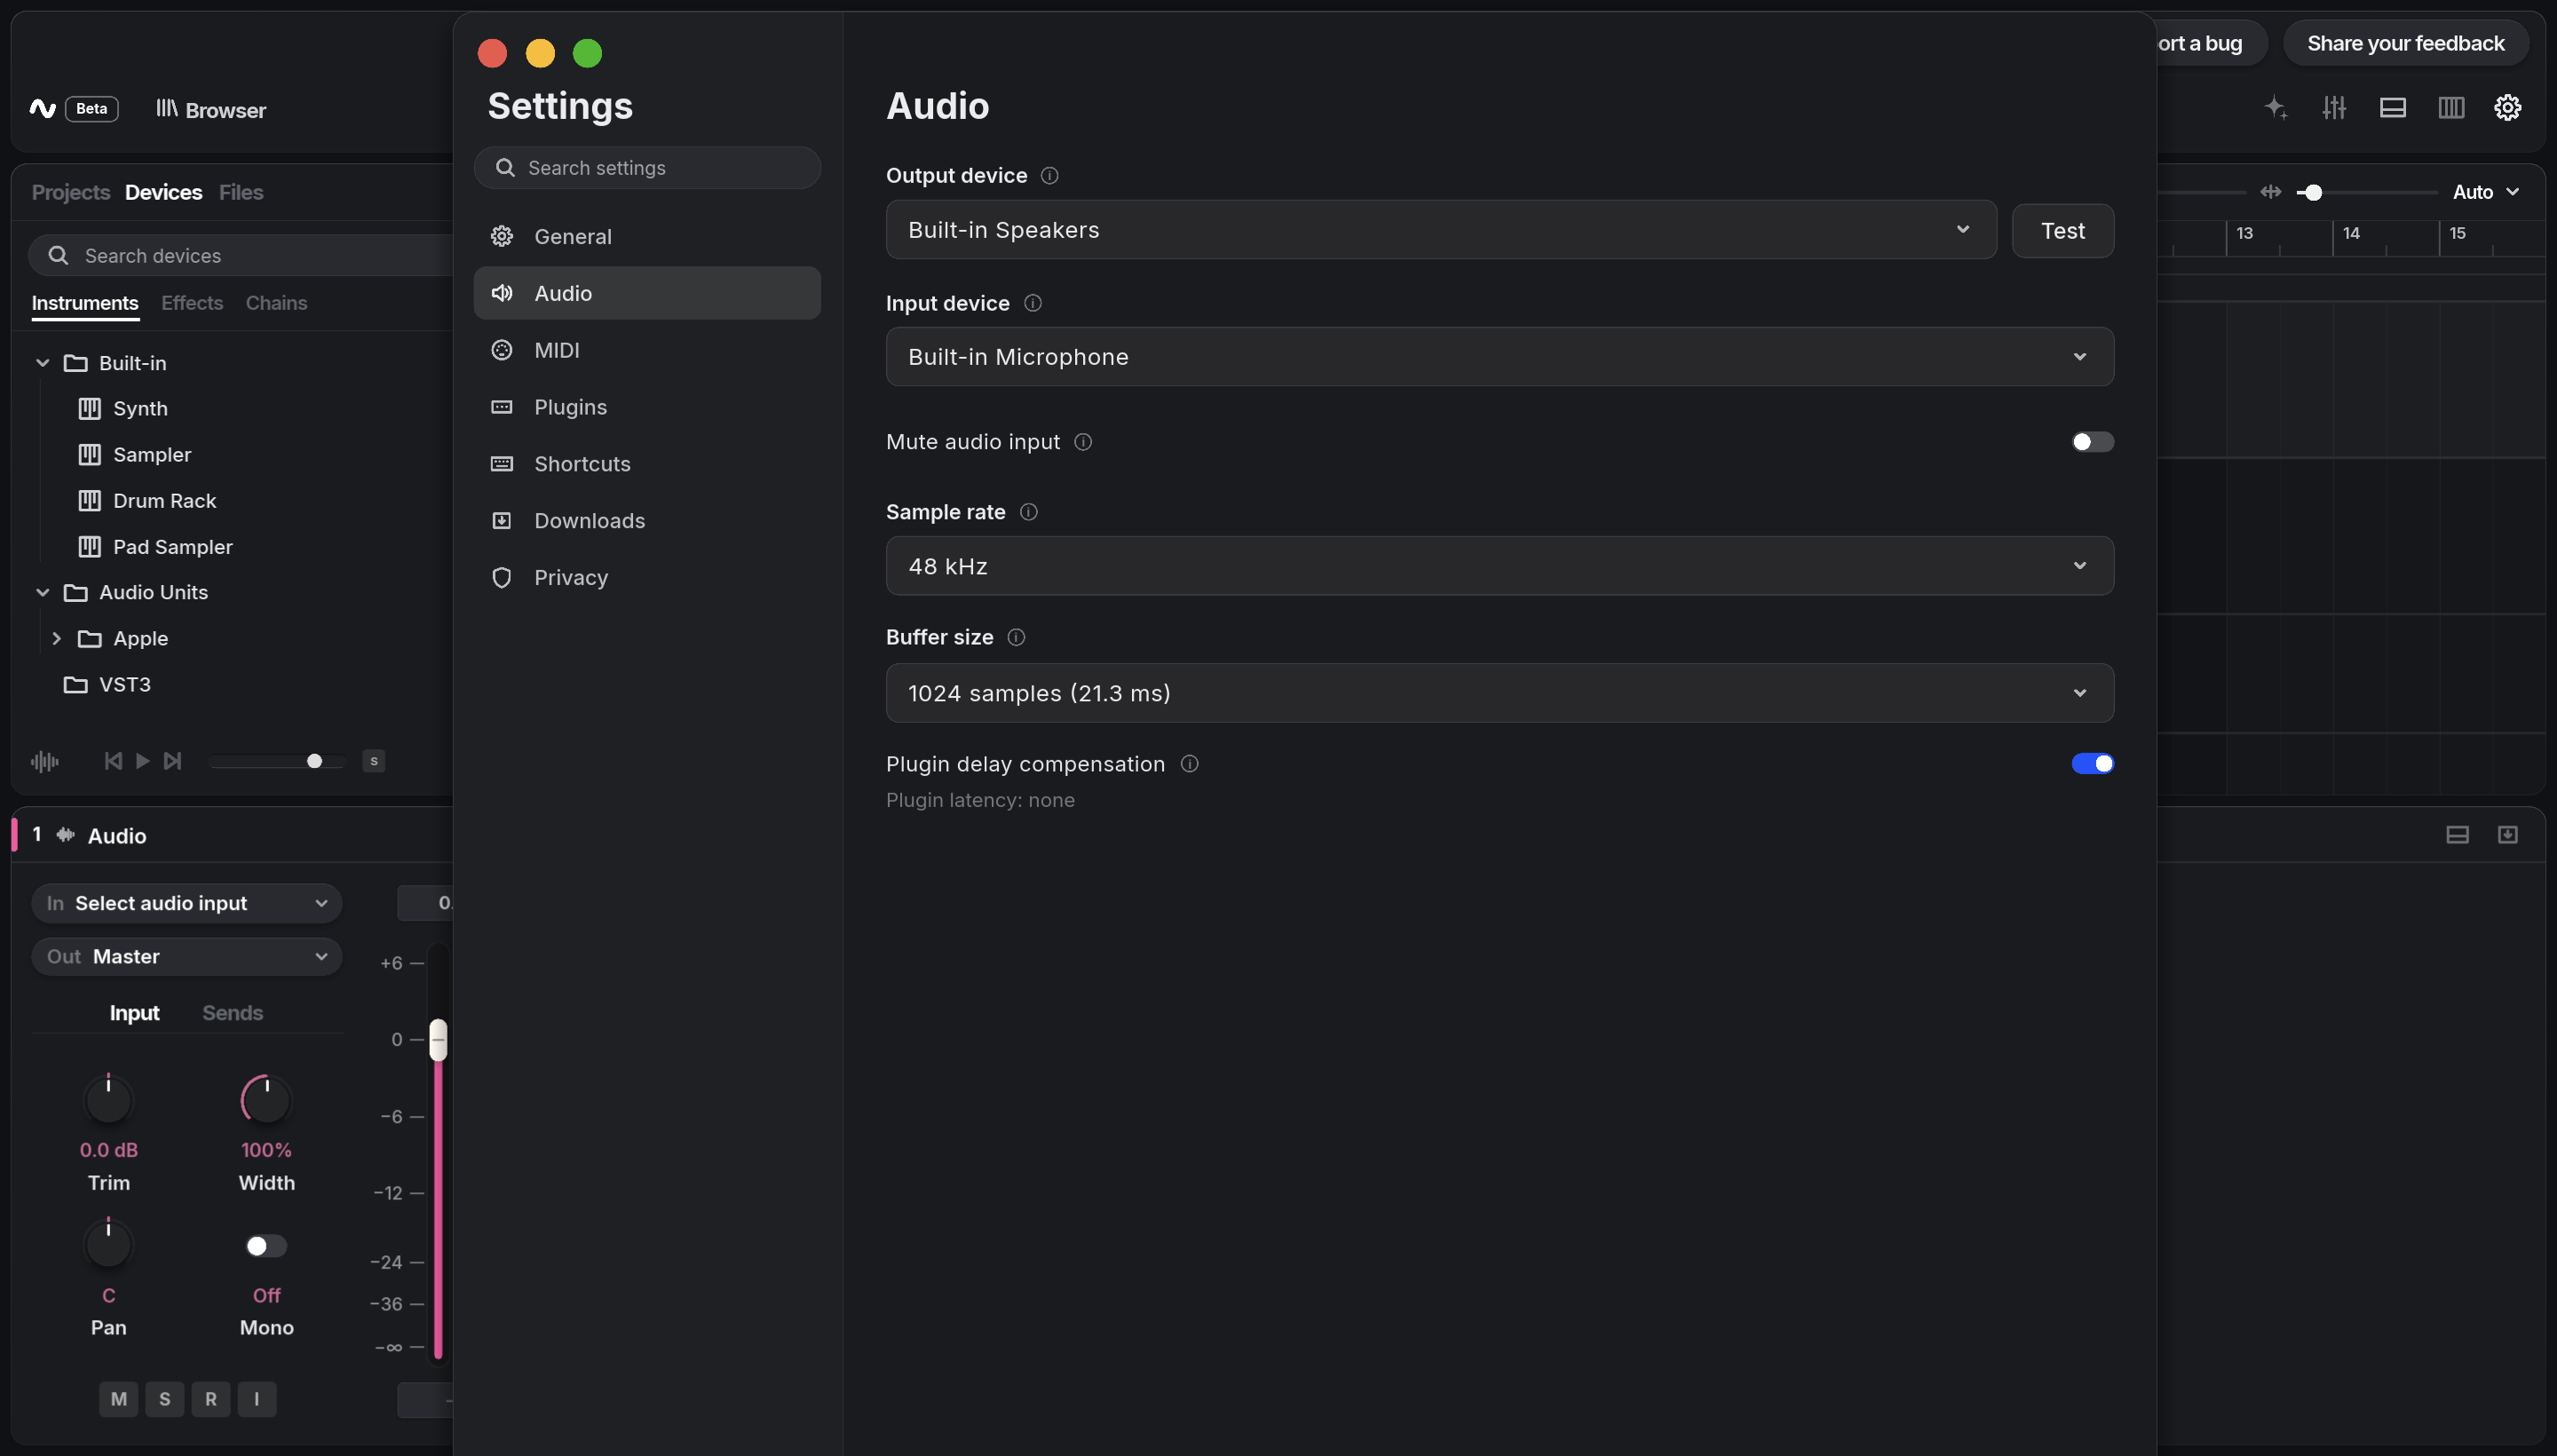 Beta
Browser
Projects Devices Files
Search devices
Instruments Effects Chains
Built-in
Synth
Sampler
Drum Rack
Pad Sampler
Audio Units
Apple
VST3
S
1 Audio
In Select audio input
Out Master
Input Sends
0.0 dB
Trim
100%
Width
C
Pan
Off
Mono
M S R I
0.
+6
0
−6
−12
−24
−36
−∞
Settings
Search settings
General
Audio
MIDI
Plugins
Shortcuts
Downloads
Privacy
Audio
Output device
Built-in Speakers
Test
Input device
Built-in Microphone
Mute audio input
Sample rate
48 kHz
Buffer size
1024 samples (21.3 ms)
Plugin delay compensation
Plugin latency: none
ort a bug
Share your feedback
Auto
13 14 15